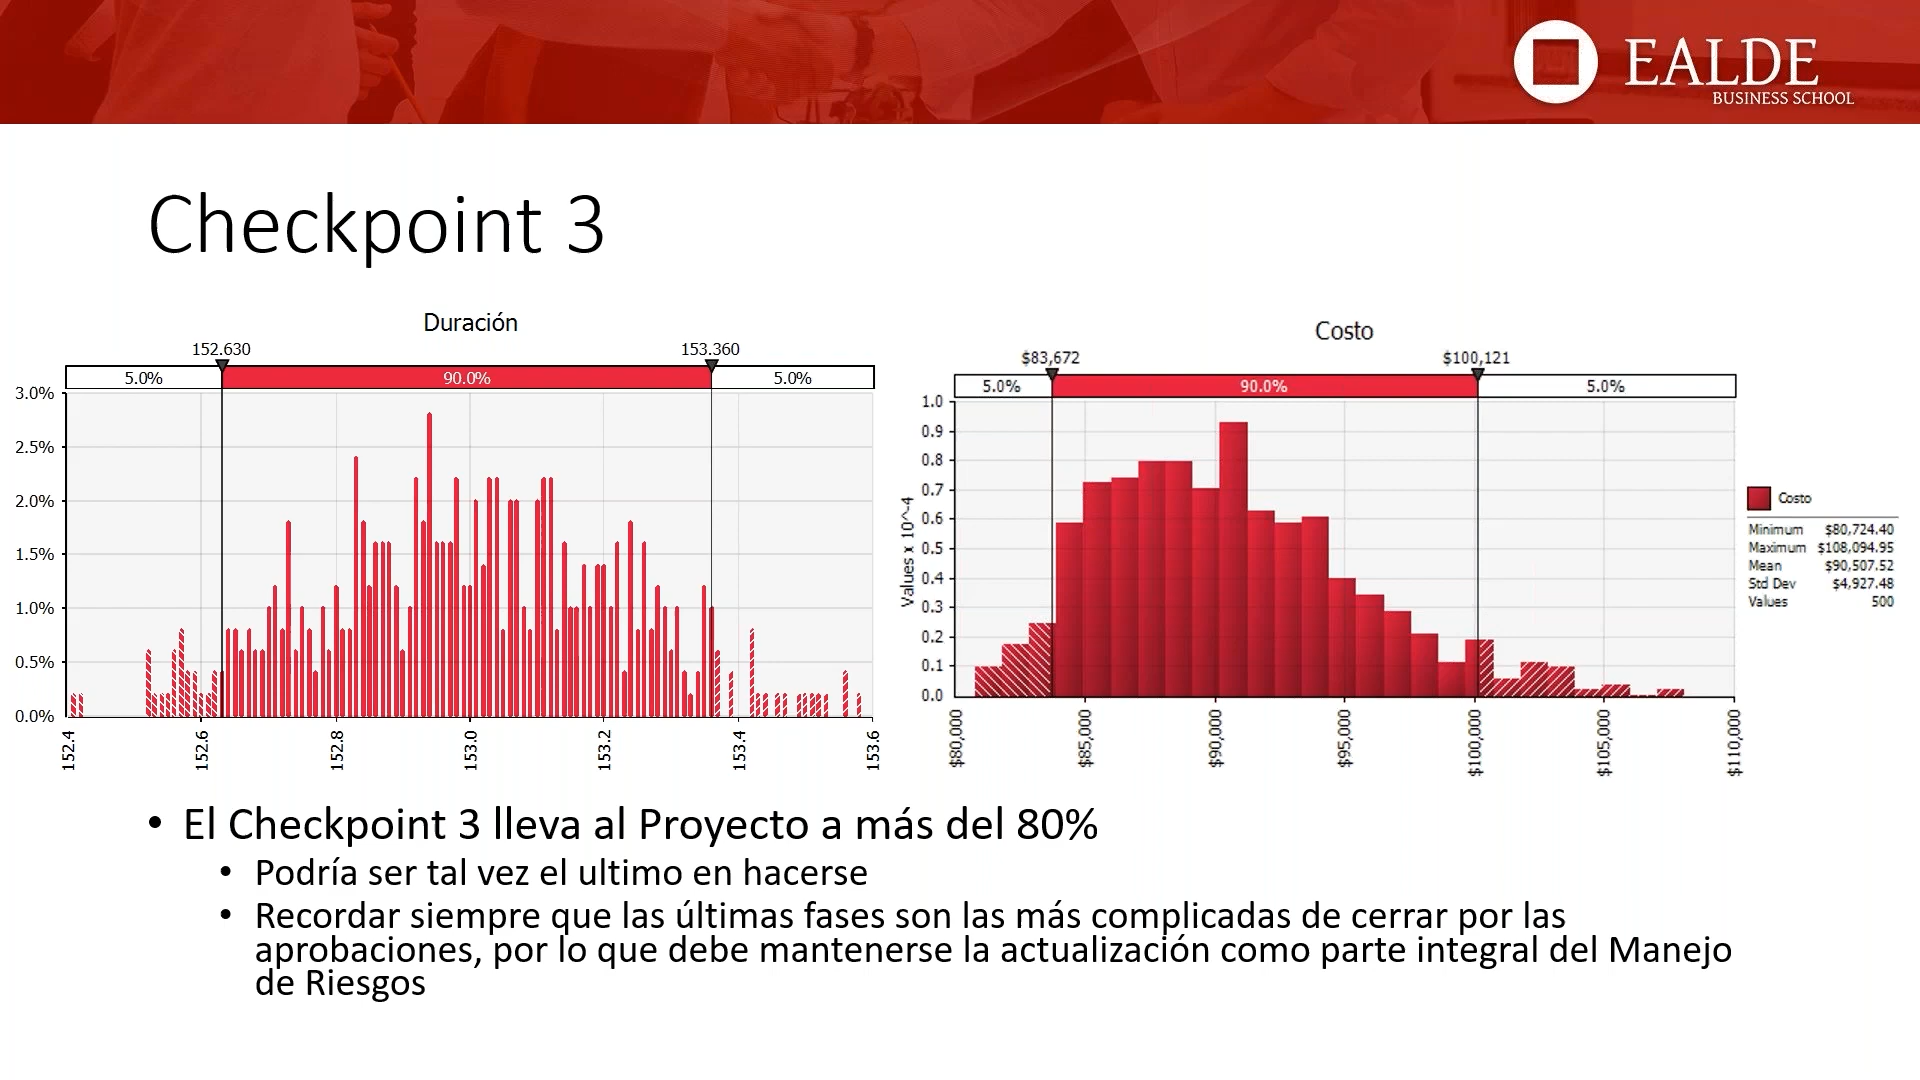 EALDE
BUSINESS SCHOOL
Checkpoint 3
Duración
152.630
153.360
5.0%
90.0%
5.0%
3.0%
2.5%
2.0%
1.5%
1.0%
0.5%
0.0%
152.4
152.6
152.8
153.0
153.2
153.4
153.6
Costo
$83,672
$100,121
5.0%
90.0%
5.0%
Values x 10^-4
1.0
0.9
0.8
0.7
0.6
0.5
0.4
0.3
0.2
0.1
0.0
$80,000
$85,000
$90,000
$95,000
$100,000
$105,000
$110,000
Costo
Minimum $80,724.40
Maximum $108,094.95
Mean $90,507.52
Std Dev $4,927.48
Values 500
• El Checkpoint 3 lleva al Proyecto a más del 80%
• Podría ser tal vez el ultimo en hacerse
• Recordar siempre que las últimas fases son las más complicadas de cerrar por las
aprobaciones, por lo que debe mantenerse la actualización como parte integral del Manejo
de Riesgos